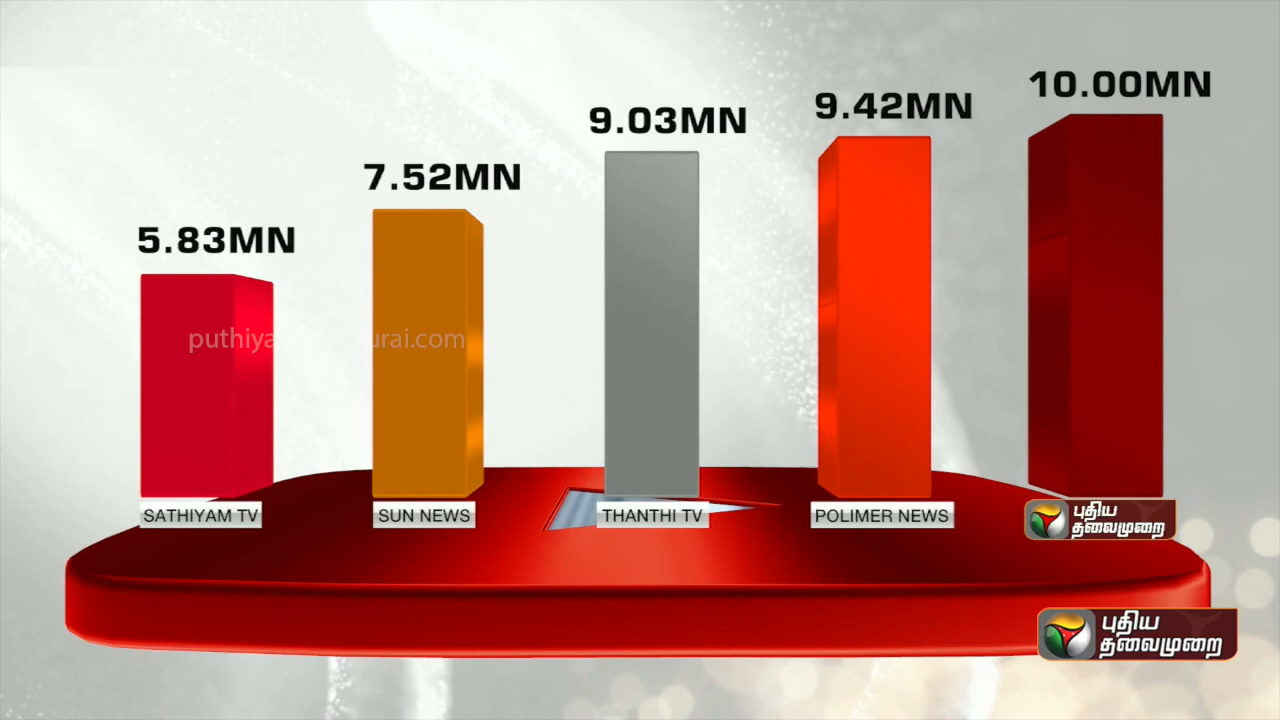 10.00MN
9.42MN
9.03MN
7.52MN
5.83MN
SATHIYAM TV
SUN NEWS
THANTHI TV
POLIMER NEWS
புதிய
தலைமுறை
புதிய
தலைமுறை